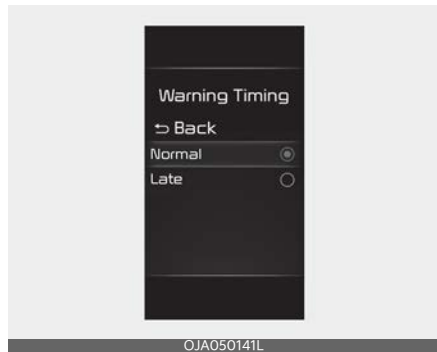 Warning Timing
⮌ Back
Normal
Late
OJA050141L